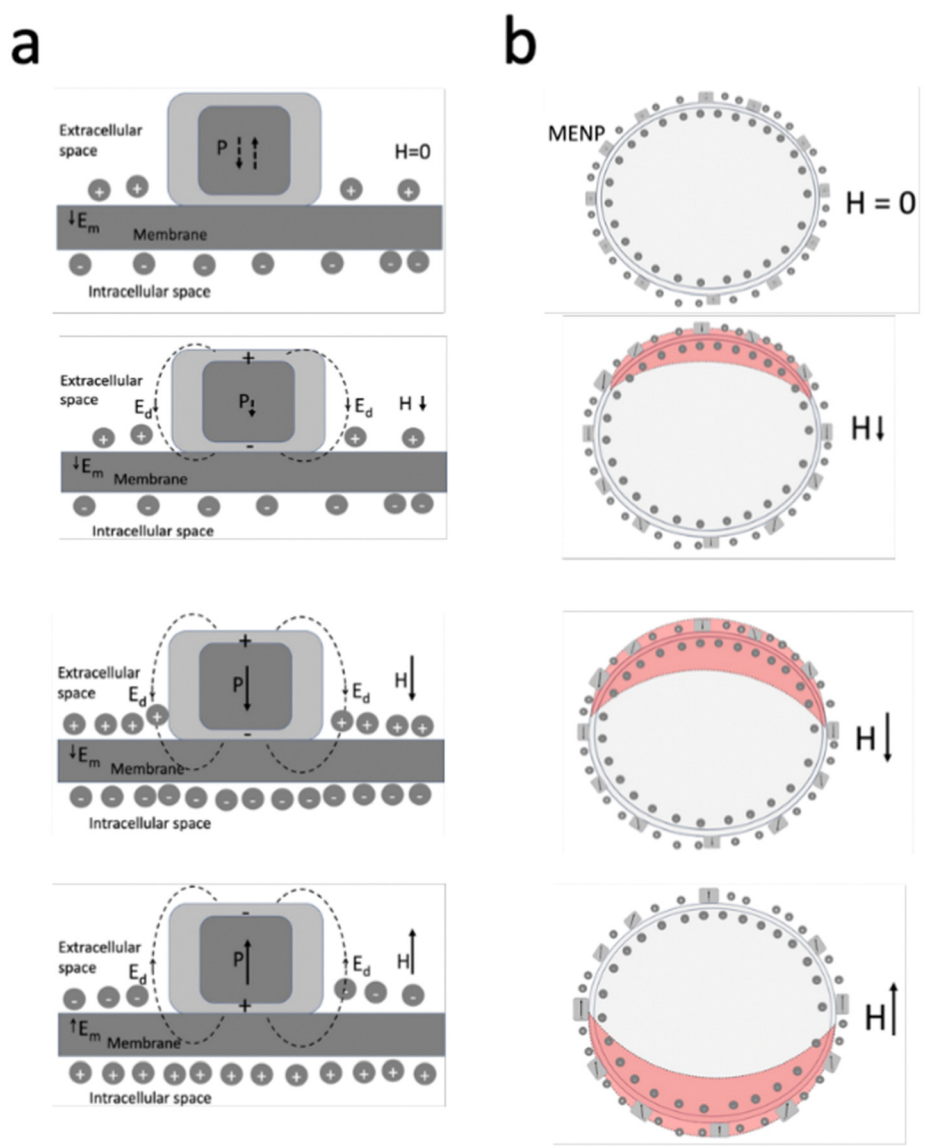 a
b
Extracellular
space
P
H=0
+ + + +
↓Em
Membrane
- - - - - - -
Intracellular space
MENP
H = 0
Extracellular
space
+
P
-
Ed
Ed
H ↓
+ + + +
↓Em
Membrane
- - - - - - -
Intracellular space
H↓
Extracellular
space
+
P
-
Ed
Ed
H↓
+ + + + + + + +
↓Em
Membrane
- - - - - - - - - - - - -
Intracellular space
H↓
Extracellular
space
-
P
+
Ed
Ed
H↑
- - - - - -
↑Em
Membrane
+ + + + + + + + + + + +
Intracellular space
H↑